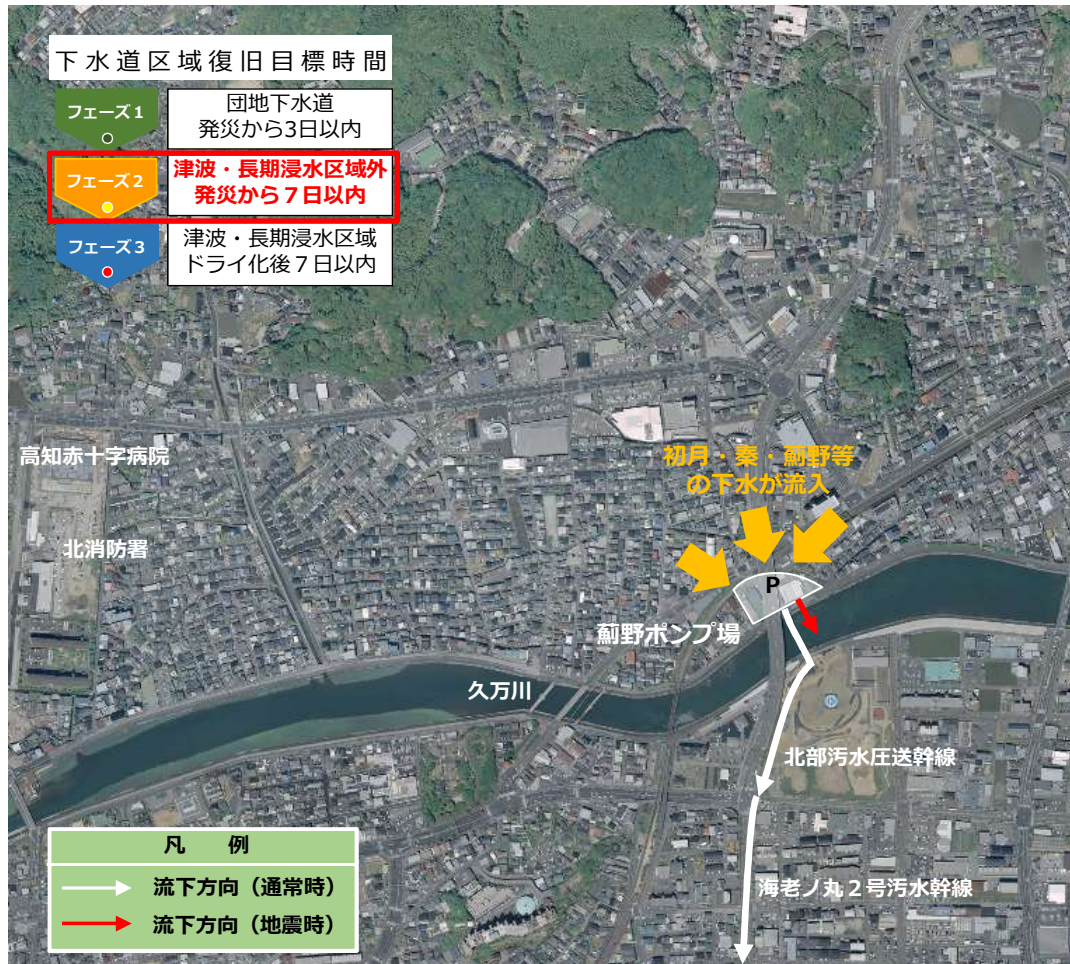 下水道区域復旧目標時間
フェーズ1
団地下水道
発災から3日以内
フェーズ2
津波・長期浸水区域外
発災から７日以内
フェーズ3
津波・長期浸水区域
ドライ化後７日以内
高知赤十字病院
北消防署
初月・秦・薊野等
の下水が流入
P
薊野ポンプ場
久万川
北部汚水圧送幹線
海老ノ丸２号汚水幹線
凡　例
流下方向（通常時）
流下方向（地震時）